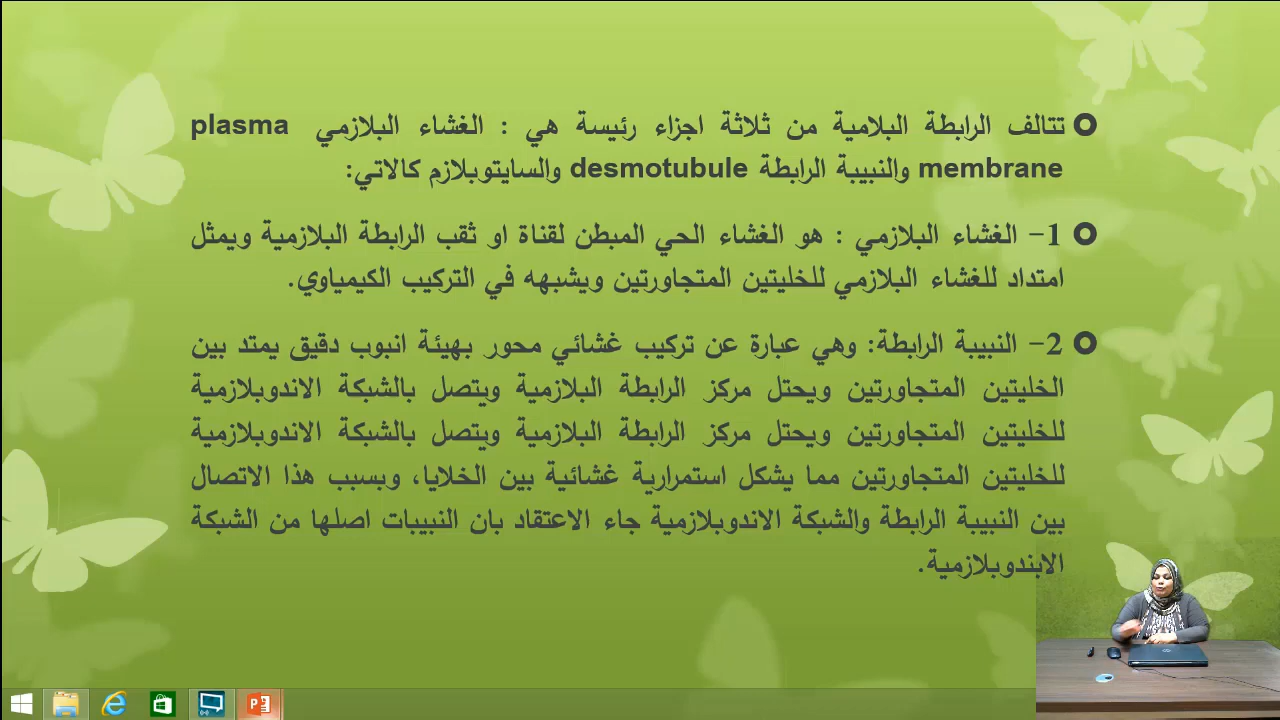 تتالف الرابطة البلامية من ثلاثة اجزاء رئيسة هي : الغشاء البلازمي plasma
membrane والنبيبة الرابطة desmotubule والسايتوبلازم كالاتي:
1- الغشاء البلازمي : هو الغشاء الحي المبطن لقناة او ثقب الرابطة البلازمية ويمثل
امتداد للغشاء البلازمي للخليتين المتجاورتين ويشبهه في التركيب الكيمياوي.
2- النبيبة الرابطة: وهي عبارة عن تركيب غشائي محور بهيئة انبوب دقيق يمتد بين
الخليتين المتجاورتين ويحتل مركز الرابطة البلازمية ويتصل بالشبكة الاندوبلازمية
للخليتين المتجاورتين ويحتل مركز الرابطة البلازمية ويتصل بالشبكة الاندوبلازمية
للخليتين المتجاورتين مما يشكل استمرارية غشائية بين الخلايا، وبسبب هذا الاتصال
بين النبيبة الرابطة والشبكة الاندوبلازمية جاء الاعتقاد بان النبيبات اصلها من الشبكة
الابندوبلازمية.